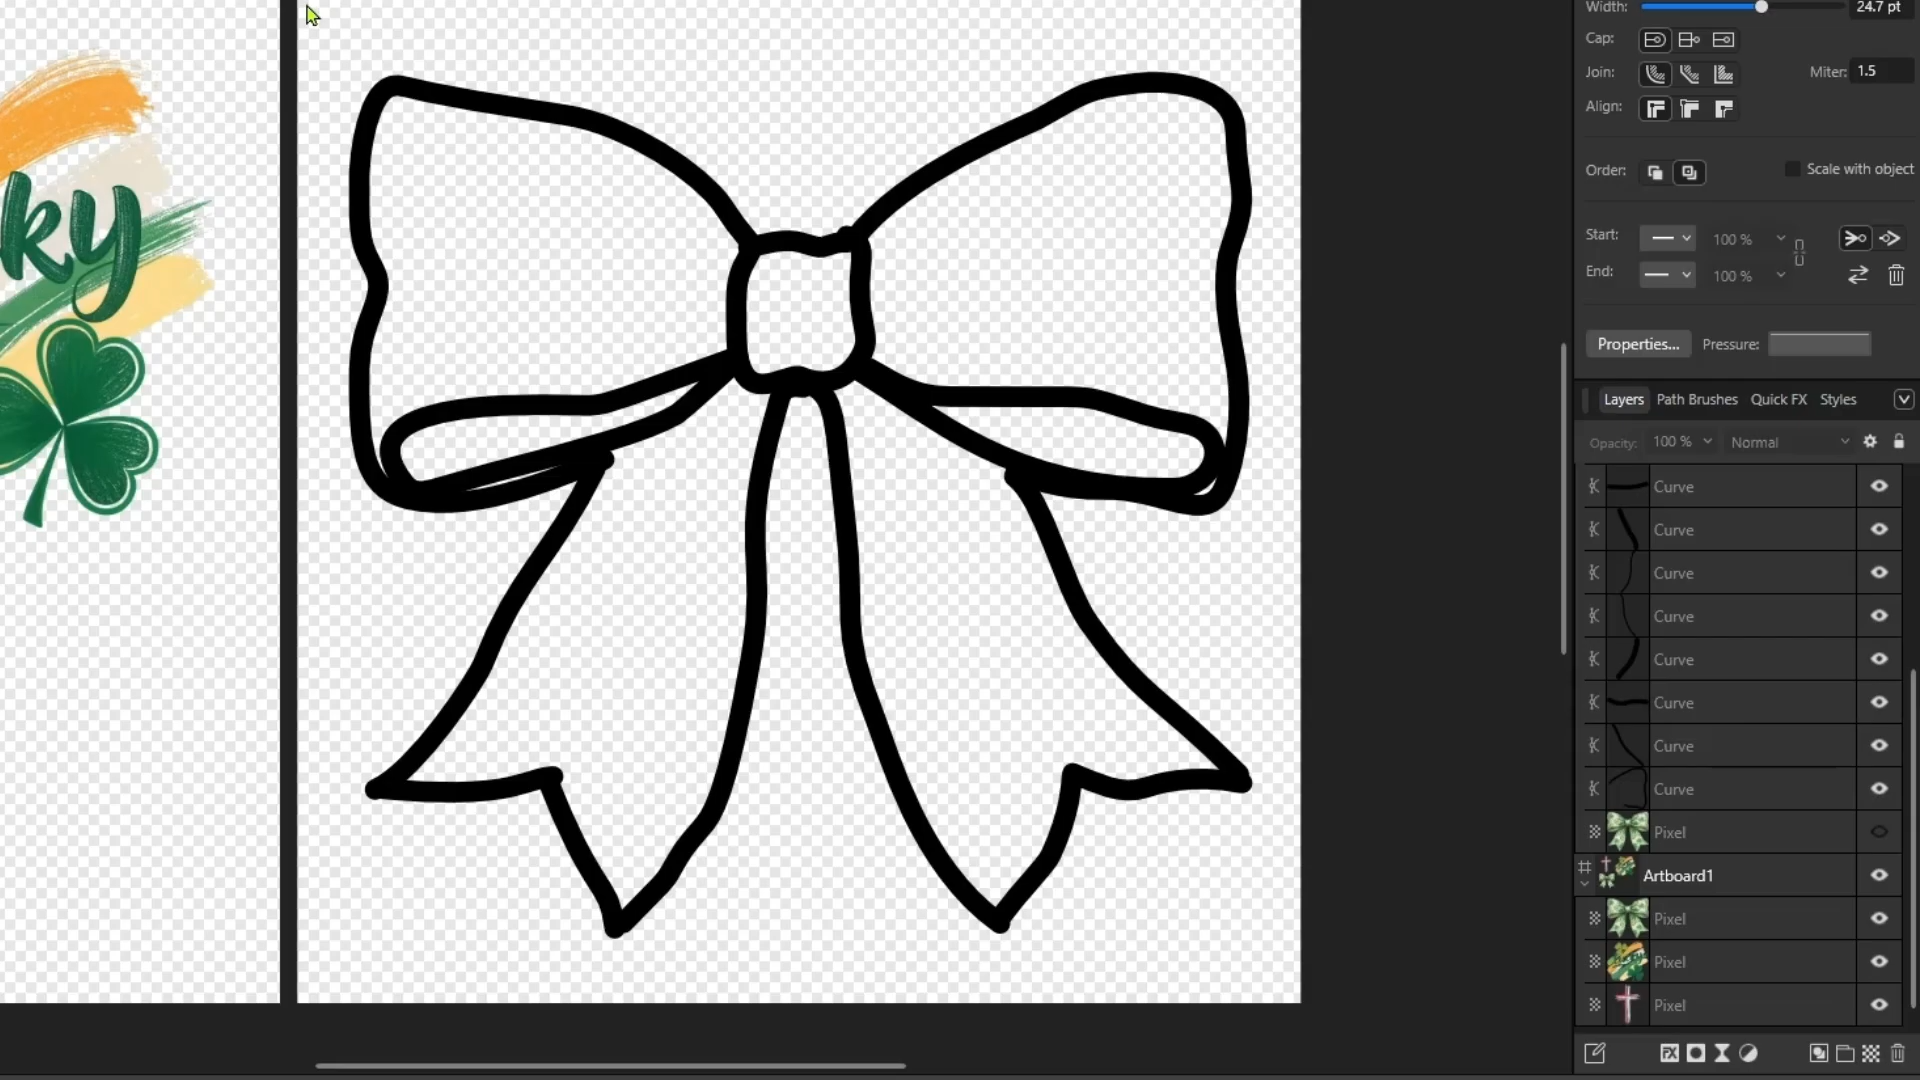 ky
Width: 24.7 pt
Cap:
Join: Miter: 1.5
Align:
Order: Scale with object
Start: 100 %
End: 100 %
Properties... Pressure:
Layers Path Brushes Quick FX Styles
Opacity: 100 % Normal
Curve
Curve
Curve
Curve
Curve
Curve
Curve
Curve
Pixel
Artboard1
Pixel
Pixel
Pixel
FX